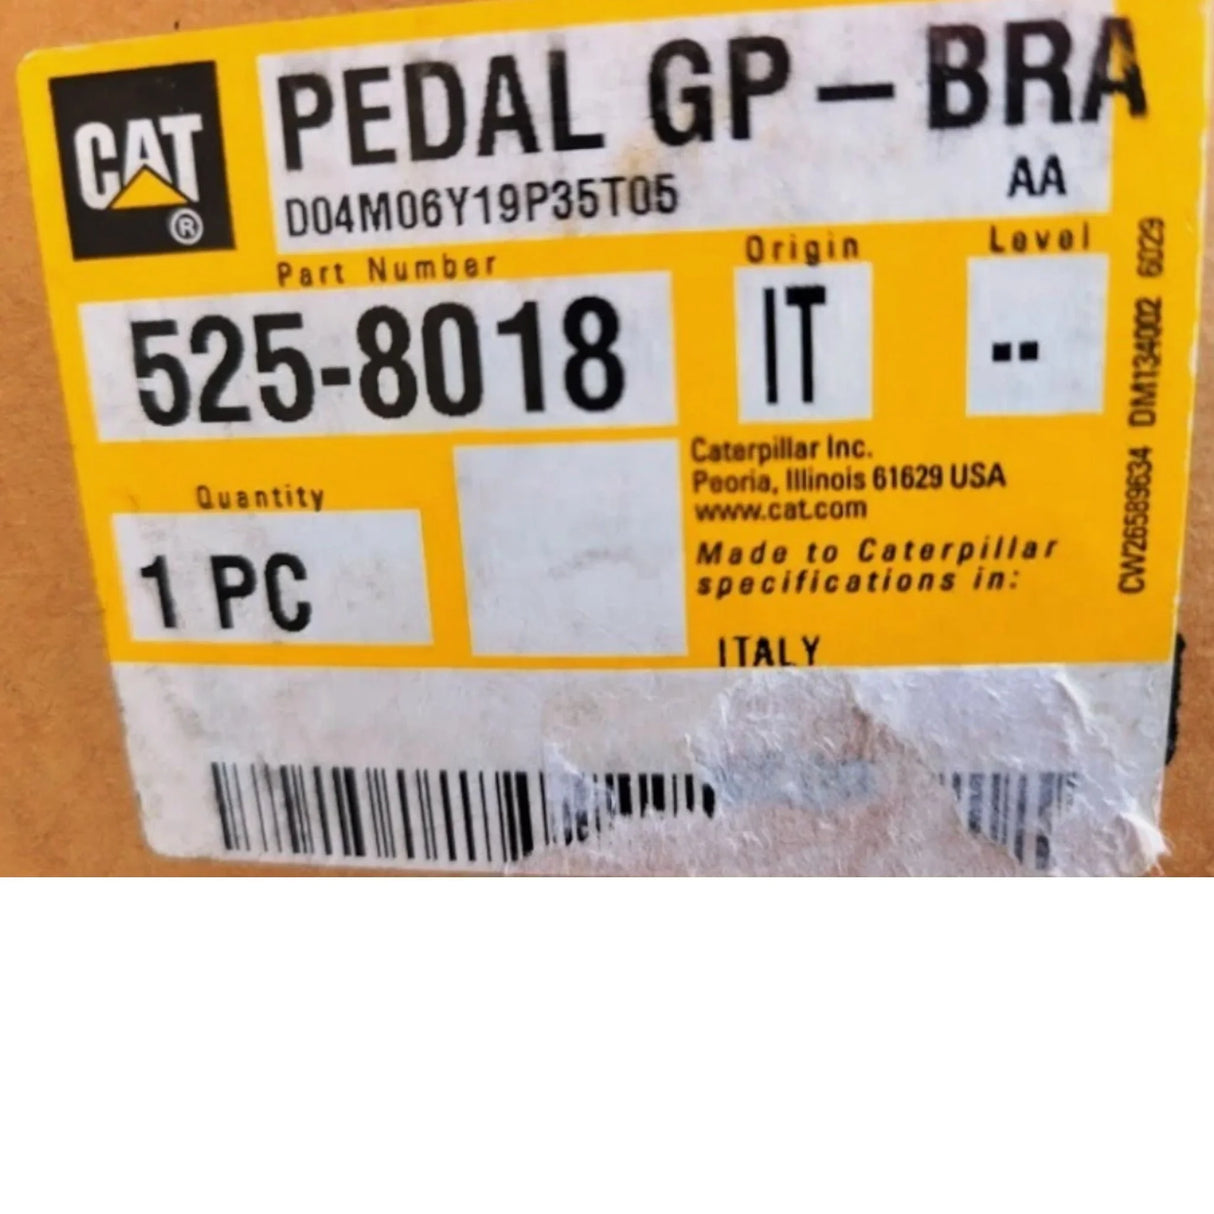 CAT
®
PEDAL GP - BRA
D04M06Y19P35T05
AA
Part Number
Origin
Level
525-8018
IT
--
Quantity
1 PC
Caterpillar Inc.
Peoria, Illinois 61629 USA
www.cat.com
Made to Caterpillar
specifications in:
ITALY
CW26589634 DM134002 6029